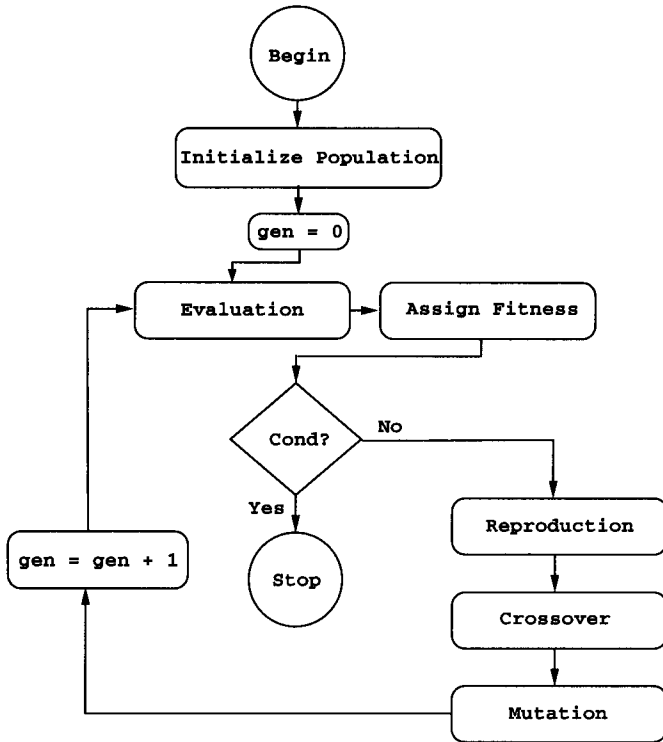 Begin
Initialize Population
gen = 0
Evaluation
Assign Fitness
Cond?
No
Yes
Reproduction
gen = gen + 1
Stop
Crossover
Mutation